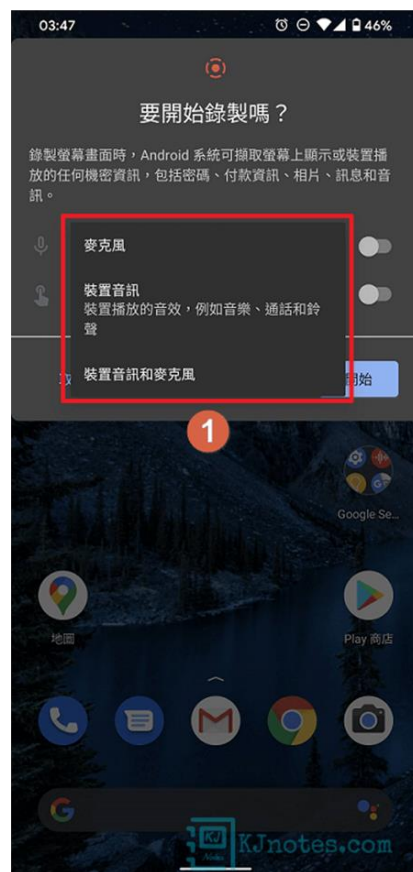 03:47
46%
要開始錄製嗎？
錄製螢幕畫面時，Android 系統可擷取螢幕上顯示或裝置播
放的任何機密資訊，包括密碼、付款資訊、相片、訊息和音
訊。
麥克風
裝置音訊
裝置播放的音效，例如音樂、通話和鈴
聲
裝置音訊和麥克風
開始
1
Google Se...
地圖
Play 商店
KJ
Notes
KJnotes.com